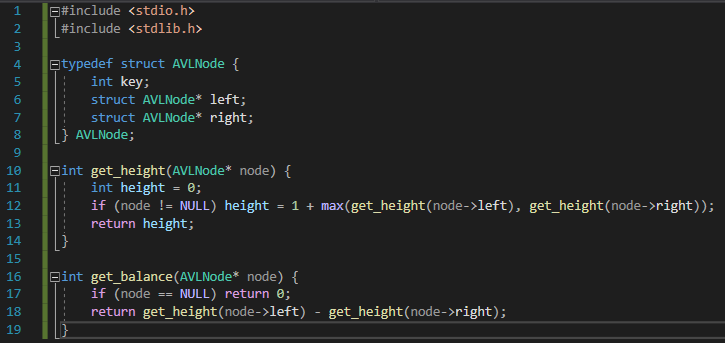 1 #include <stdio.h>
2 #include <stdlib.h>
3
4 typedef struct AVLNode {
5 int key;
6 struct AVLNode* left;
7 struct AVLNode* right;
8 } AVLNode;
9
10 int get_height(AVLNode* node) {
11 int height = 0;
12 if (node != NULL) height = 1 + max(get_height(node->left), get_height(node->right));
13 return height;
14 }
15
16 int get_balance(AVLNode* node) {
17 if (node == NULL) return 0;
18 return get_height(node->left) - get_height(node->right);
19 }